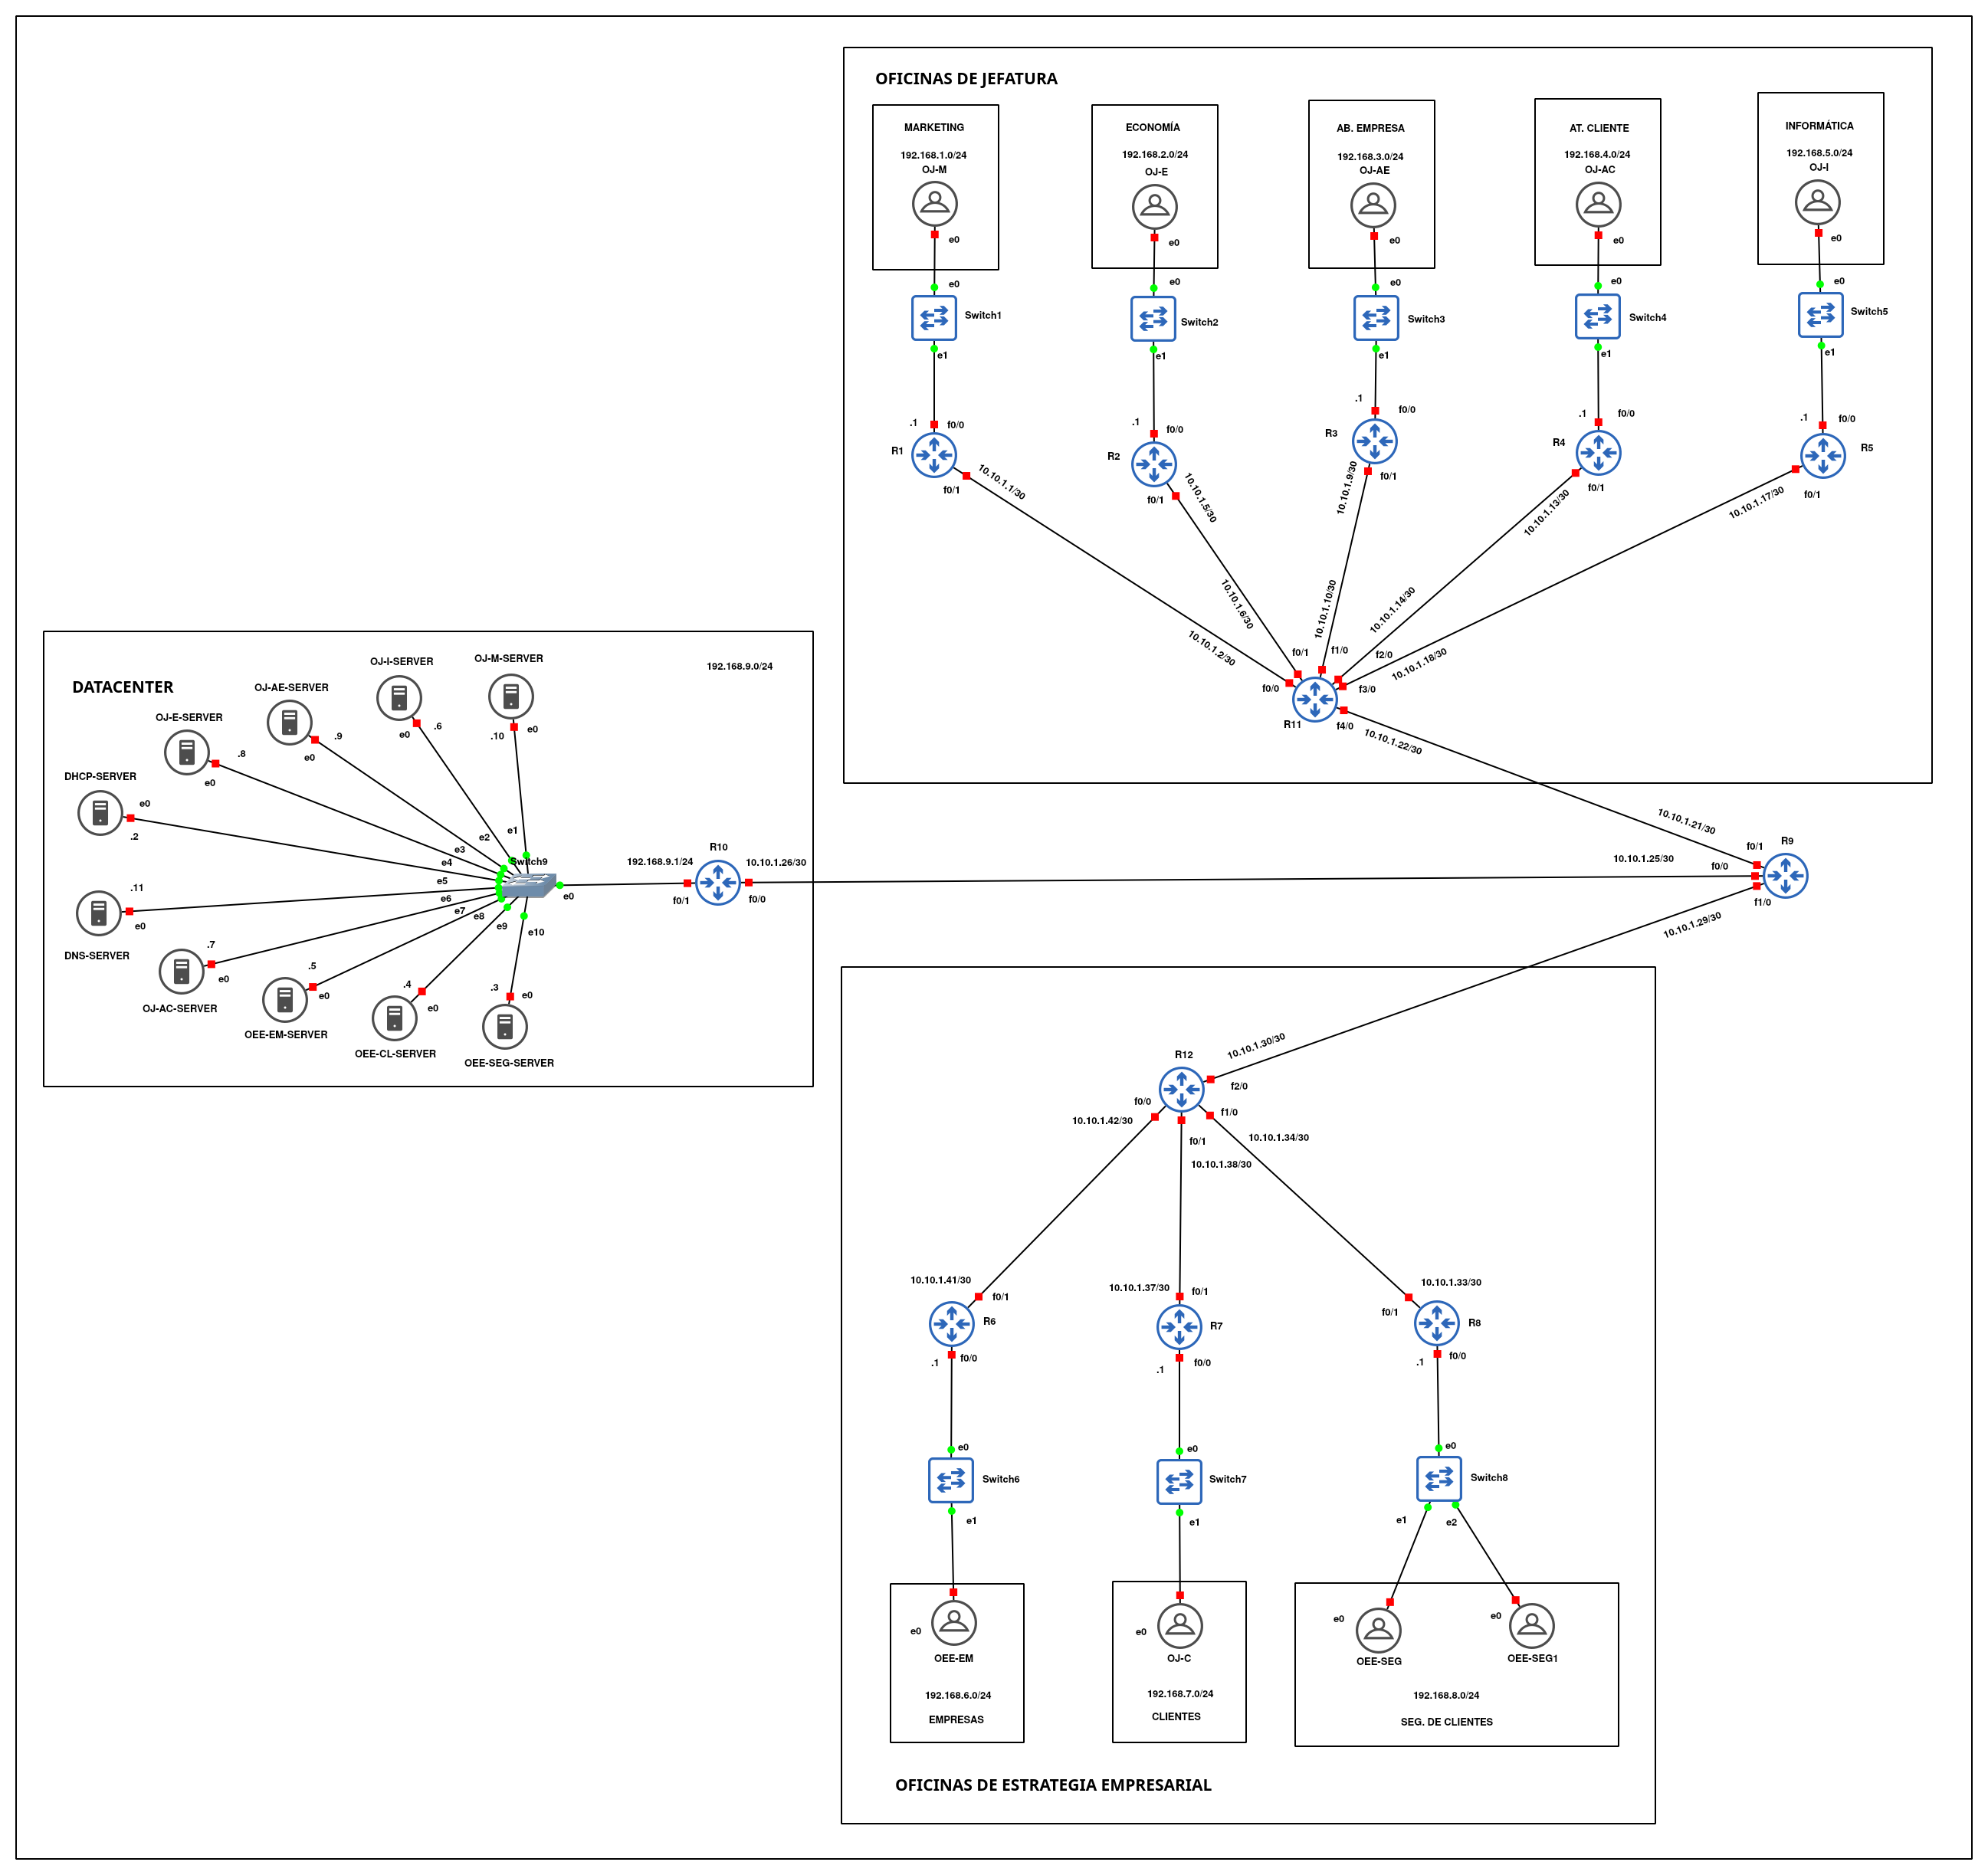 OFICINAS DE JEFATURA
MARKETING
192.168.1.0/24
OJ-M
e0
e0
Switch1
e1
.1
f0/0
R1
f0/1
10.10.1.1/30
ECONOMÍA
192.168.2.0/24
OJ-E
e0
e0
Switch2
e1
.1
f0/0
R2
f0/1
10.10.1.5/30
AB. EMPRESA
192.168.3.0/24
OJ-AE
e0
e0
Switch3
e1
.1
f0/0
R3
f0/1
10.10.1.9/30
AT. CLIENTE
192.168.4.0/24
OJ-AC
e0
e0
Switch4
e1
.1
f0/0
R4
f0/1
10.10.1.13/30
INFORMÁTICA
192.168.5.0/24
OJ-I
e0
e0
Switch5
e1
.1
f0/0
R5
f0/1
10.10.1.17/30
10.10.1.2/30
10.10.1.6/30
10.10.1.10/30
10.10.1.14/30
10.10.1.18/30
f0/0
f0/1
f1/0
f2/0
f3/0
R11
f4/0
10.10.1.22/30
DATACENTER
192.168.9.0/24
OJ-M-SERVER
.10
e0
OJ-I-SERVER
.6
e0
OJ-AE-SERVER
.9
e0
OJ-E-SERVER
.8
e0
DHCP-SERVER
e0
.2
DNS-SERVER
.11
e0
OJ-AC-SERVER
.7
e0
OEE-EM-SERVER
.5
e0
OEE-CL-SERVER
.4
e0
OEE-SEG-SERVER
.3
e0
e1
e2
e3
e4
e5
e6
e7
e8
e9
e10
Switch9
e0
192.168.9.1/24
f0/1
R10
10.10.1.26/30
f0/0
10.10.1.21/30
f0/1
R9
10.10.1.25/30
f0/0
f1/0
10.10.1.29/30
R12
10.10.1.30/30
f2/0
f0/0
10.10.1.42/30
f1/0
10.10.1.34/30
f0/1
10.10.1.38/30
10.10.1.41/30
f0/1
R6
.1
f0/0
e0
Switch6
e1
e0
OEE-EM
192.168.6.0/24
EMPRESAS
10.10.1.37/30
f0/1
R7
.1
f0/0
e0
Switch7
e1
e0
OJ-C
192.168.7.0/24
CLIENTES
10.10.1.33/30
f0/1
R8
.1
f0/0
e0
Switch8
e1
e2
e0
OEE-SEG
e0
OEE-SEG1
192.168.8.0/24
SEG. DE CLIENTES
OFICINAS DE ESTRATEGIA EMPRESARIAL